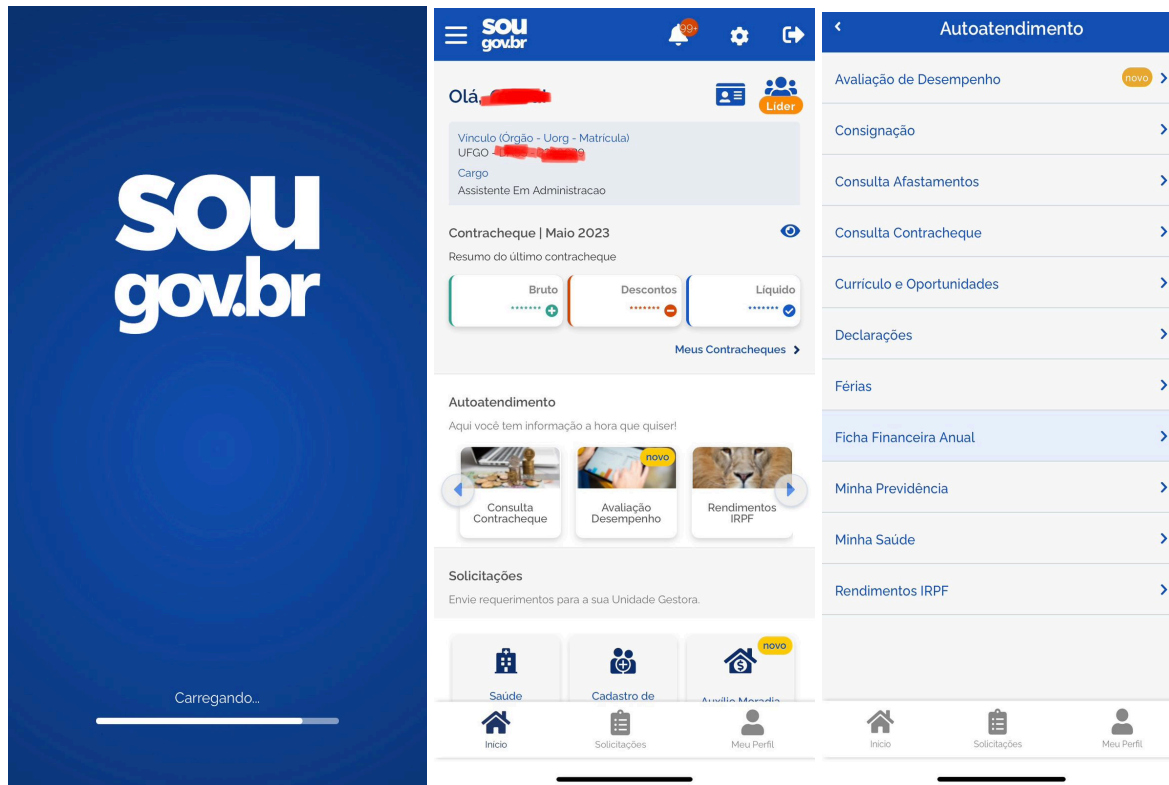 sou
gov.br
Carregando...
sou
gov.br
99+
Olá,
Líder
Vínculo (Órgão - Uorg - Matrícula)
UFGO -
Cargo
Assistente Em Administracao
Contracheque | Maio 2023
Resumo do último contracheque
Bruto
Descontos
Líquido
*******
*******
*******
Meus Contracheques
Autoatendimento
Aqui você tem informação a hora que quiser!
novo
Consulta
Contracheque
Avaliação
Desempenho
Rendimentos
IRPF
Solicitações
Envie requerimentos para a sua Unidade Gestora.
novo
Saúde
Cadastro de
Auxílio Moradia
Início
Solicitações
Meu Perfil
Autoatendimento
Avaliação de Desempenho
novo
Consignação
Consulta Afastamentos
Consulta Contracheque
Currículo e Oportunidades
Declarações
Férias
Ficha Financeira Anual
Minha Previdência
Minha Saúde
Rendimentos IRPF
Início
Solicitações
Meu Perfil